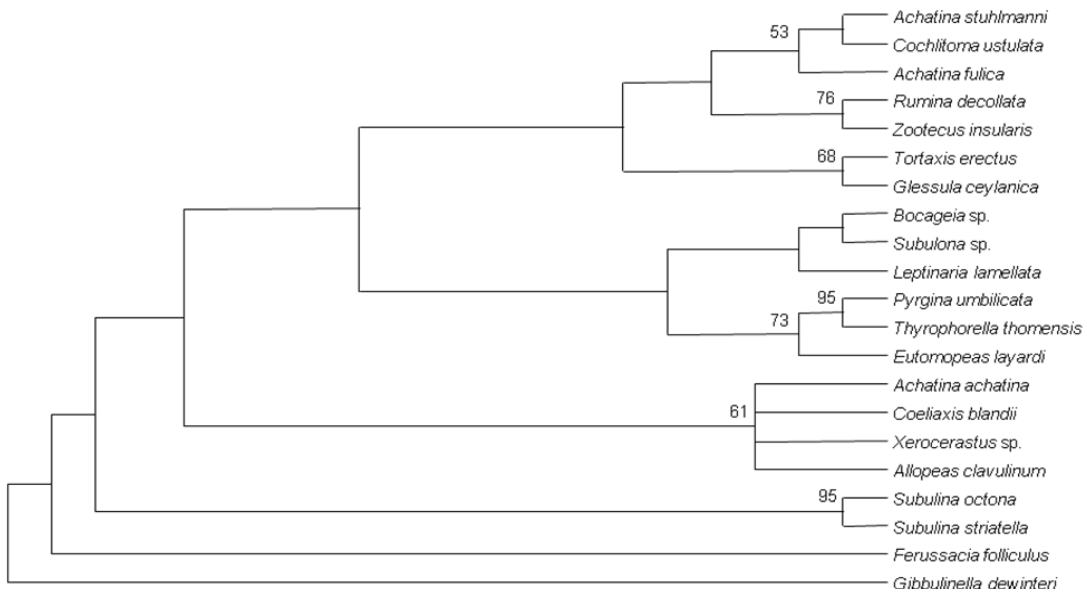 Achatina stuhlmanni
53
Cochlitoma ustulata
Achatina fulica
76
Rumina decollata
Zootecus insularis
68
Tortaxis erectus
Glessula ceylanica
Bocageia sp.
Subulona sp.
Leptinaria lamellata
95
Pyrgina umbilicata
73
Thyrophorella thomensis
Eutomopeas layardi
Achatina achatina
61
Coeliaxis blandii
Xerocerastus sp.
Allopeas clavulinum
95
Subulina octona
Subulina striatella
Ferussacia folliculus
Gibbulinella dewinteri